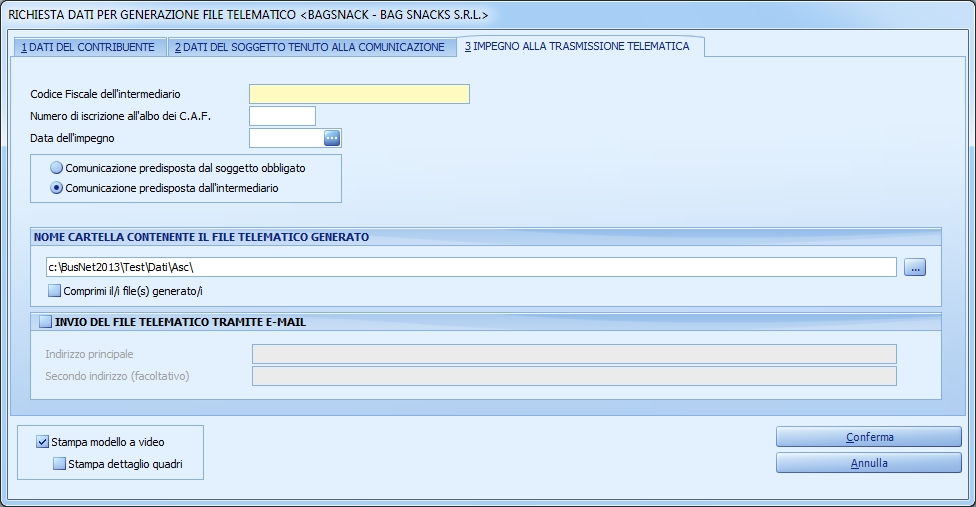 RICHIESTA DATI PER GENERAZIONE FILE TELEMATICO <BAGSNACK - BAG SNACKS S.R.L.>
1 DATI DEL CONTRIBUENTE 2 DATI DEL SOGGETTO TENUTO ALLA COMUNICAZIONE 3 IMPEGNO ALLA TRASMISSIONE TELEMATICA
Codice Fiscale dell'intermediario
Numero di iscrizione all'albo dei C.A.F.
Data dell'impegno ...
Comunicazione predisposta dal soggetto obbligato
Comunicazione predisposta dall'intermediario
NOME CARTELLA CONTENENTE IL FILE TELEMATICO GENERATO
c:\BusNet2013\Test\Dati\Asc\ ...
Comprimi il/i file(s) generato/i
INVIO DEL FILE TELEMATICO TRAMITE E-MAIL
Indirizzo principale
Secondo indirizzo (facoltativo)
Stampa modello a video
Stampa dettaglio quadri
Conferma
Annulla